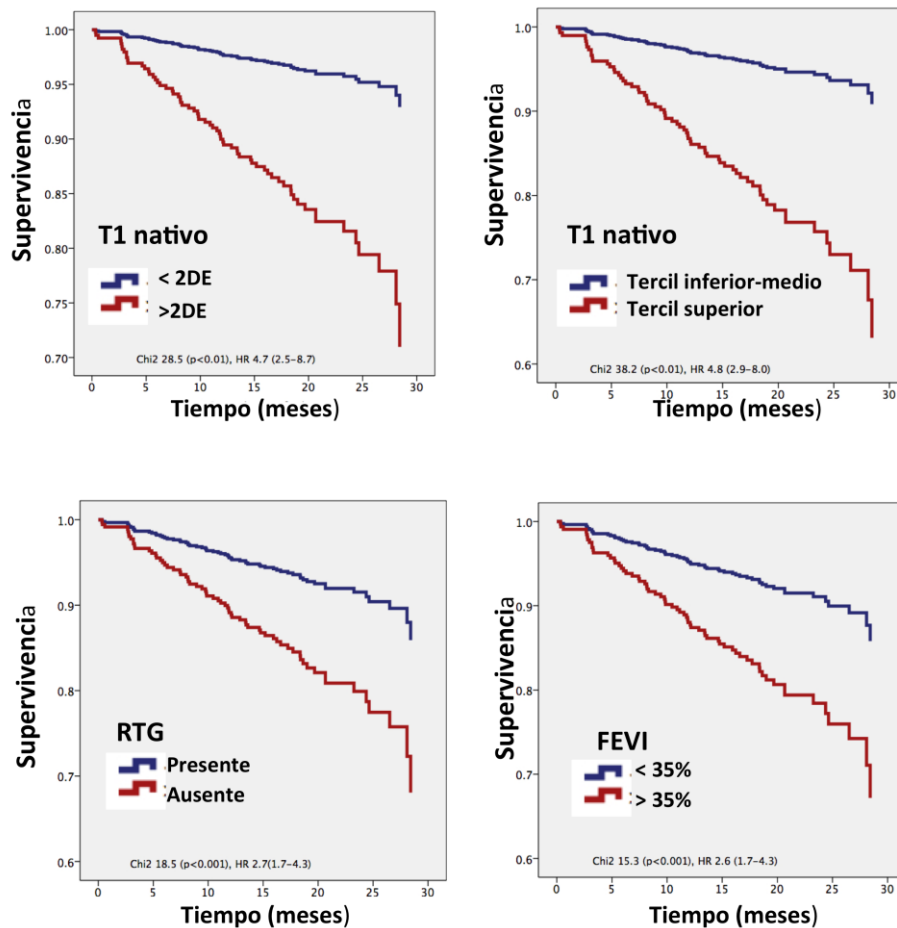 Supervivencia
1.00
0.95
0.90
0.85
0.80
0.75
0.70
T1 nativo
< 2DE
>2DE
Chi2 28.5 (p<0.01), HR 4.7 (2.5–8.7)
0 5 10 15 20 25 30
Tiempo (meses)
Supervivencia
1.0
0.9
0.8
0.7
0.6
T1 nativo
Tercil inferior-medio
Tercil superior
Chi2 38.2 (p<0.01), HR 4.8 (2.9–8.0)
0 5 10 15 20 25 30
Tiempo (meses)
Supervivencia
1.0
0.9
0.8
0.7
0.6
RTG
Presente
Ausente
Chi2 18.5 (p<0.001), HR 2.7(1.7–4.3)
0 5 10 15 20 25 30
Tiempo (meses)
Supervivencia
1.0
0.9
0.8
0.7
0.6
FEVI
< 35%
> 35%
Chi2 15.3 (p<0.001), HR 2.6 (1.7–4.3)
0 5 10 15 20 25 30
Tiempo (meses)